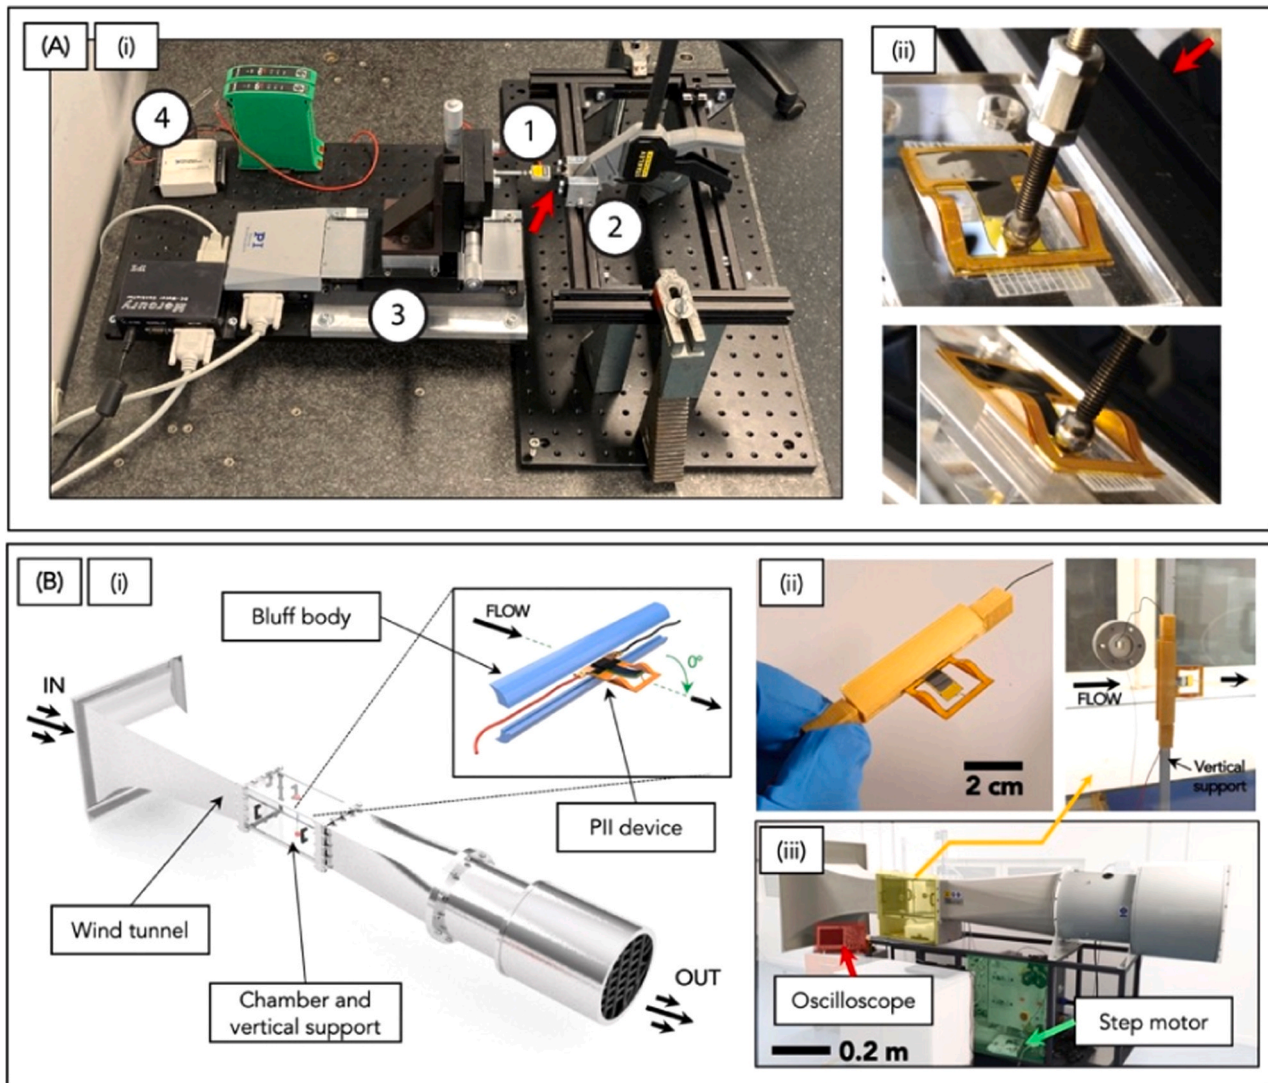 (A)
(i)
(ii)
4
1
2
3
PI
Mercury
(B)
(i)
Bluff body
FLOW
0°
IN
PII device
Wind tunnel
Chamber and
vertical support
OUT
(ii)
2 cm
FLOW
Vertical
support
(iii)
Oscilloscope
Step motor
0.2 m